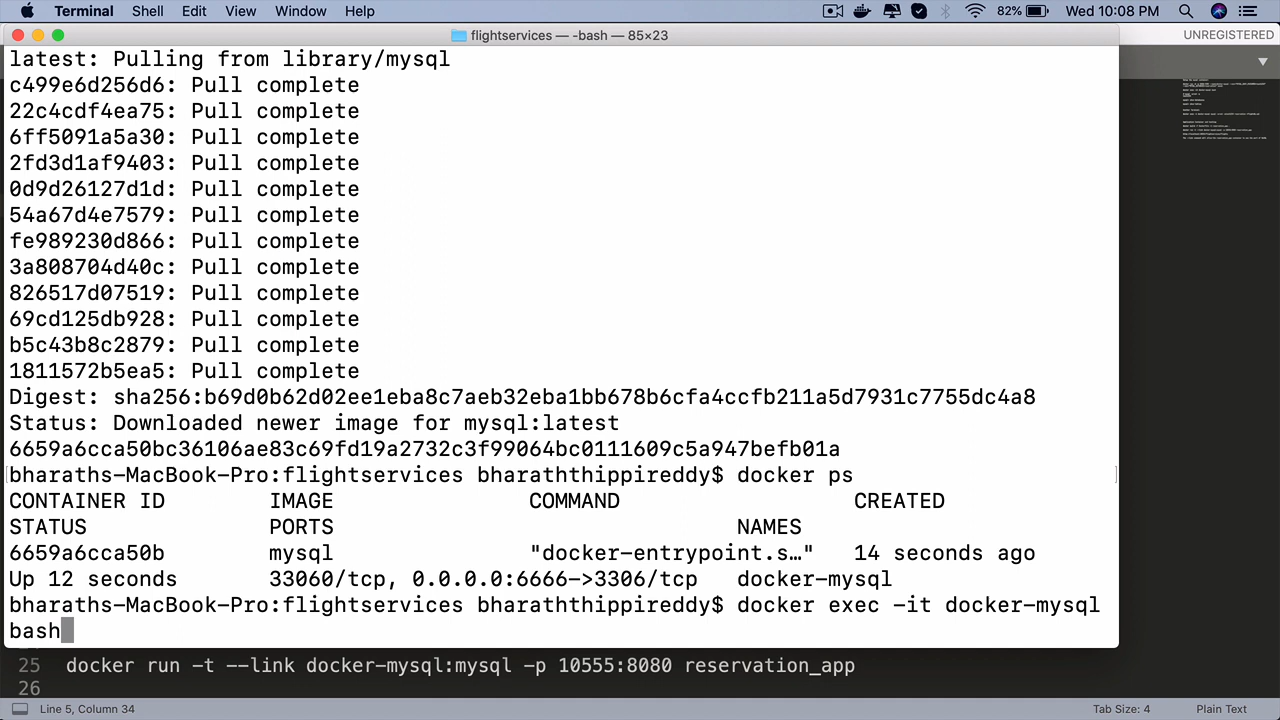 Terminal Shell Edit View Window Help 82% Wed 10:08 PM
flightservices — -bash — 85×23
UNREGISTERED
latest: Pulling from library/mysql
c499e6d256d6: Pull complete
22c4cdf4ea75: Pull complete
6ff5091a5a30: Pull complete
2fd3d1af9403: Pull complete
0d9d26127d1d: Pull complete
54a67d4e7579: Pull complete
fe989230d866: Pull complete
3a808704d40c: Pull complete
826517d07519: Pull complete
69cd125db928: Pull complete
b5c43b8c2879: Pull complete
1811572b5ea5: Pull complete
Digest: sha256:b69d0b62d02ee1eba8c7aeb32eba1bb678b6cfa4ccfb211a5d7931c7755dc4a8
Status: Downloaded newer image for mysql:latest
6659a6cca50bc36106ae83c69fd19a2732c3f99064bc0111609c5a947befb01a
bharaths-MacBook-Pro:flightservices bharaththippireddy$ docker ps
CONTAINER ID IMAGE COMMAND CREATED
STATUS PORTS NAMES
6659a6cca50b mysql "docker-entrypoint.s…" 14 seconds ago
Up 12 seconds 33060/tcp, 0.0.0.0:6666->3306/tcp docker-mysql
bharaths-MacBook-Pro:flightservices bharaththippireddy$ docker exec -it docker-mysql
bash
25 docker run -t --link docker-mysql:mysql -p 10555:8080 reservation_app
26
Line 5, Column 34 Tab Size: 4 Plain Text